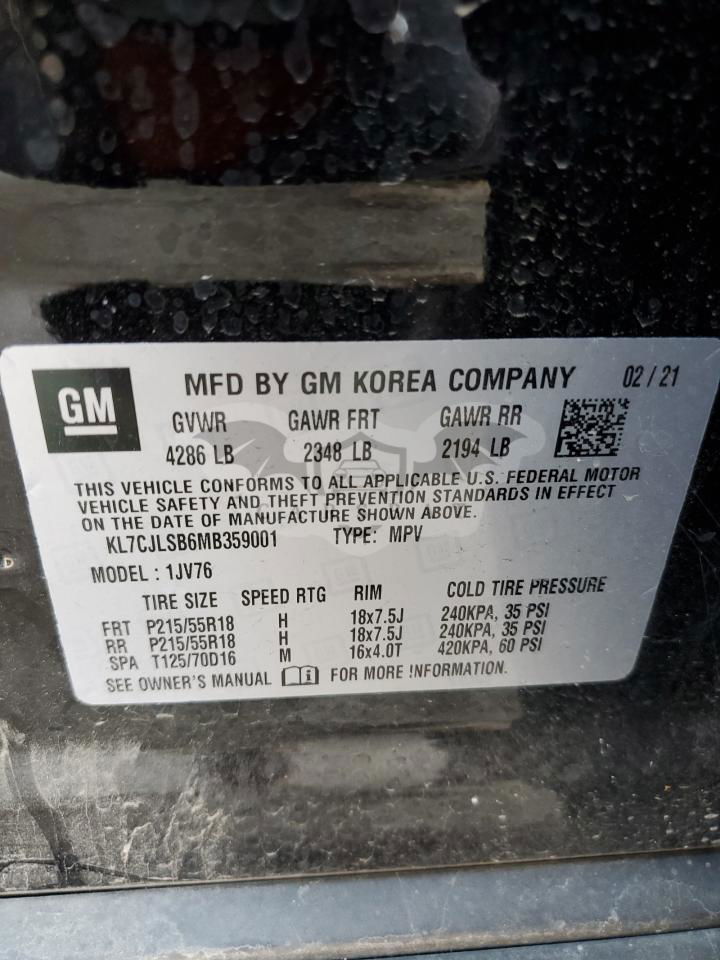 GM
MFD BY GM KOREA COMPANY 02 / 21
GVWR GAWR FRT GAWR RR
4286 LB 2348 LB 2194 LB
THIS VEHICLE CONFORMS TO ALL APPLICABLE U.S. FEDERAL MOTOR
VEHICLE SAFETY AND THEFT PREVENTION STANDARDS IN EFFECT
ON THE DATE OF MANUFACTURE SHOWN ABOVE.
KL7CJLSB6MB359001 TYPE: MPV
MODEL : 1JV76
TIRE SIZE SPEED RTG RIM COLD TIRE PRESSURE
FRT P215/55R18 H 18x7.5J 240KPA, 35 PSI
RR P215/55R18 H 18x7.5J 240KPA, 35 PSI
SPA T125/70D16 M 16x4.0T 420KPA, 60 PSI
SEE OWNER'S MANUAL FOR MORE INFORMATION.